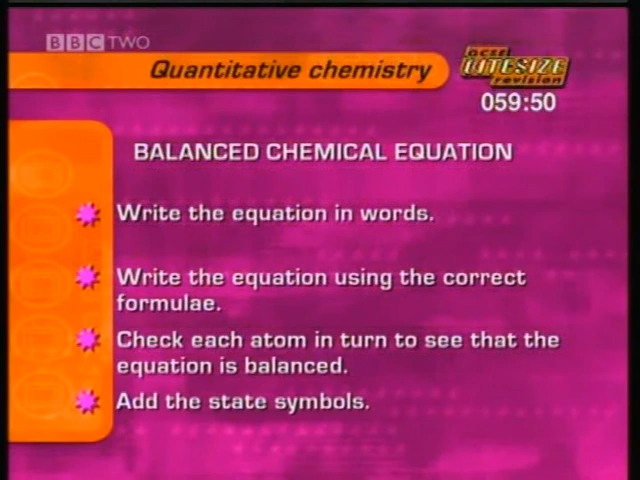 BBC TWO
Quantitative chemistry
GCSE
BITESIZE
revision
059:50
BALANCED CHEMICAL EQUATION
Write the equation in words.
Write the equation using the correct
formulae.
Check each atom in turn to see that the
equation is balanced.
Add the state symbols.